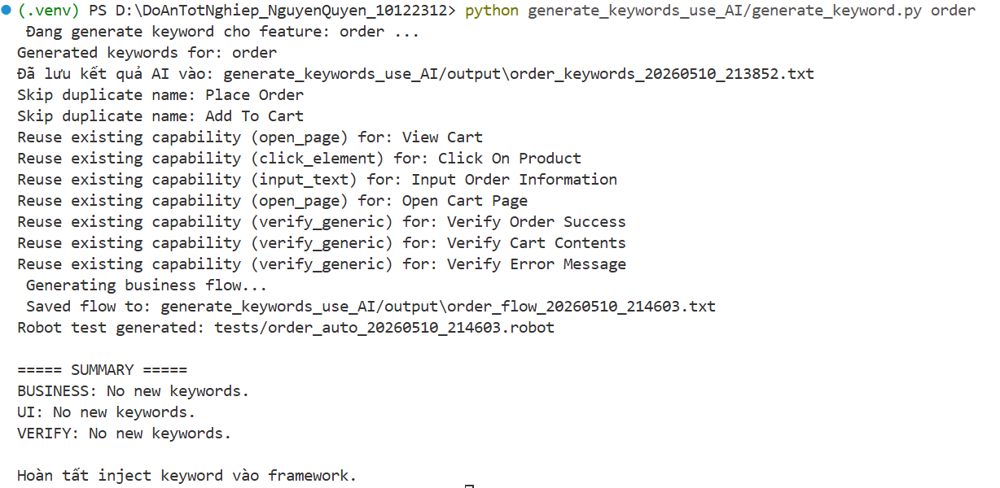 (.venv) PS D:\DoAnTotNghiep_NguyenQuyen_10122312> python generate_keywords_use_AI/generate_keyword.py order
Đang generate keyword cho feature: order ...
Generated keywords for: order
Đã lưu kết quả AI vào: generate_keywords_use_AI/output\order_keywords_20260510_213852.txt
Skip duplicate name: Place Order
Skip duplicate name: Add To Cart
Reuse existing capability (open_page) for: View Cart
Reuse existing capability (click_element) for: Click On Product
Reuse existing capability (input_text) for: Input Order Information
Reuse existing capability (open_page) for: Open Cart Page
Reuse existing capability (verify_generic) for: Verify Order Success
Reuse existing capability (verify_generic) for: Verify Cart Contents
Reuse existing capability (verify_generic) for: Verify Error Message
Generating business flow...
Saved flow to: generate_keywords_use_AI/output\order_flow_20260510_214603.txt
Robot test generated: tests/order_auto_20260510_214603.robot
===== SUMMARY =====
BUSINESS: No new keywords.
UI: No new keywords.
VERIFY: No new keywords.
Hoàn tất inject keyword vào framework.